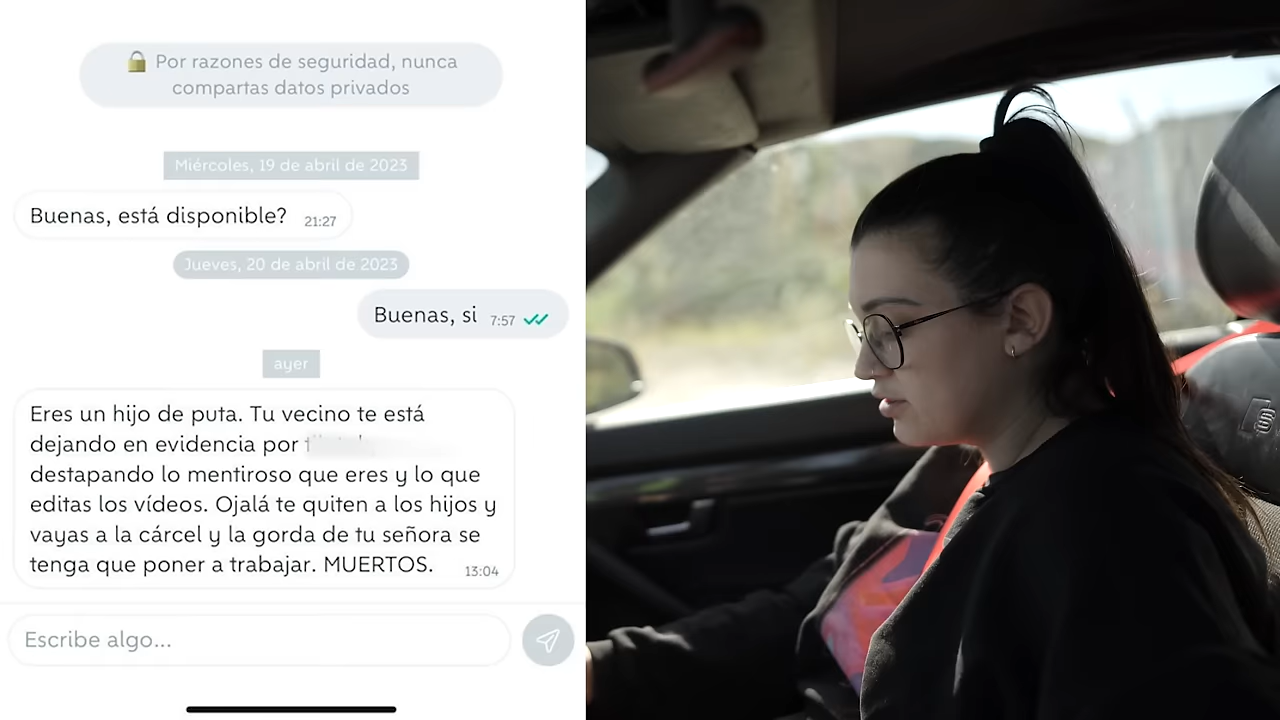 Por razones de seguridad, nunca
compartas datos privados
Miércoles, 19 de abril de 2023
Buenas, está disponible? 21:27
Jueves, 20 de abril de 2023
Buenas, si 7:57
ayer
Eres un hijo de puta. Tu vecino te está
dejando en evidencia por
destapando lo mentiroso que eres y lo que
editas los vídeos. Ojalá te quiten a los hijos y
vayas a la cárcel y la gorda de tu señora se
tenga que poner a trabajar. MUERTOS. 13:04
Escribe algo...